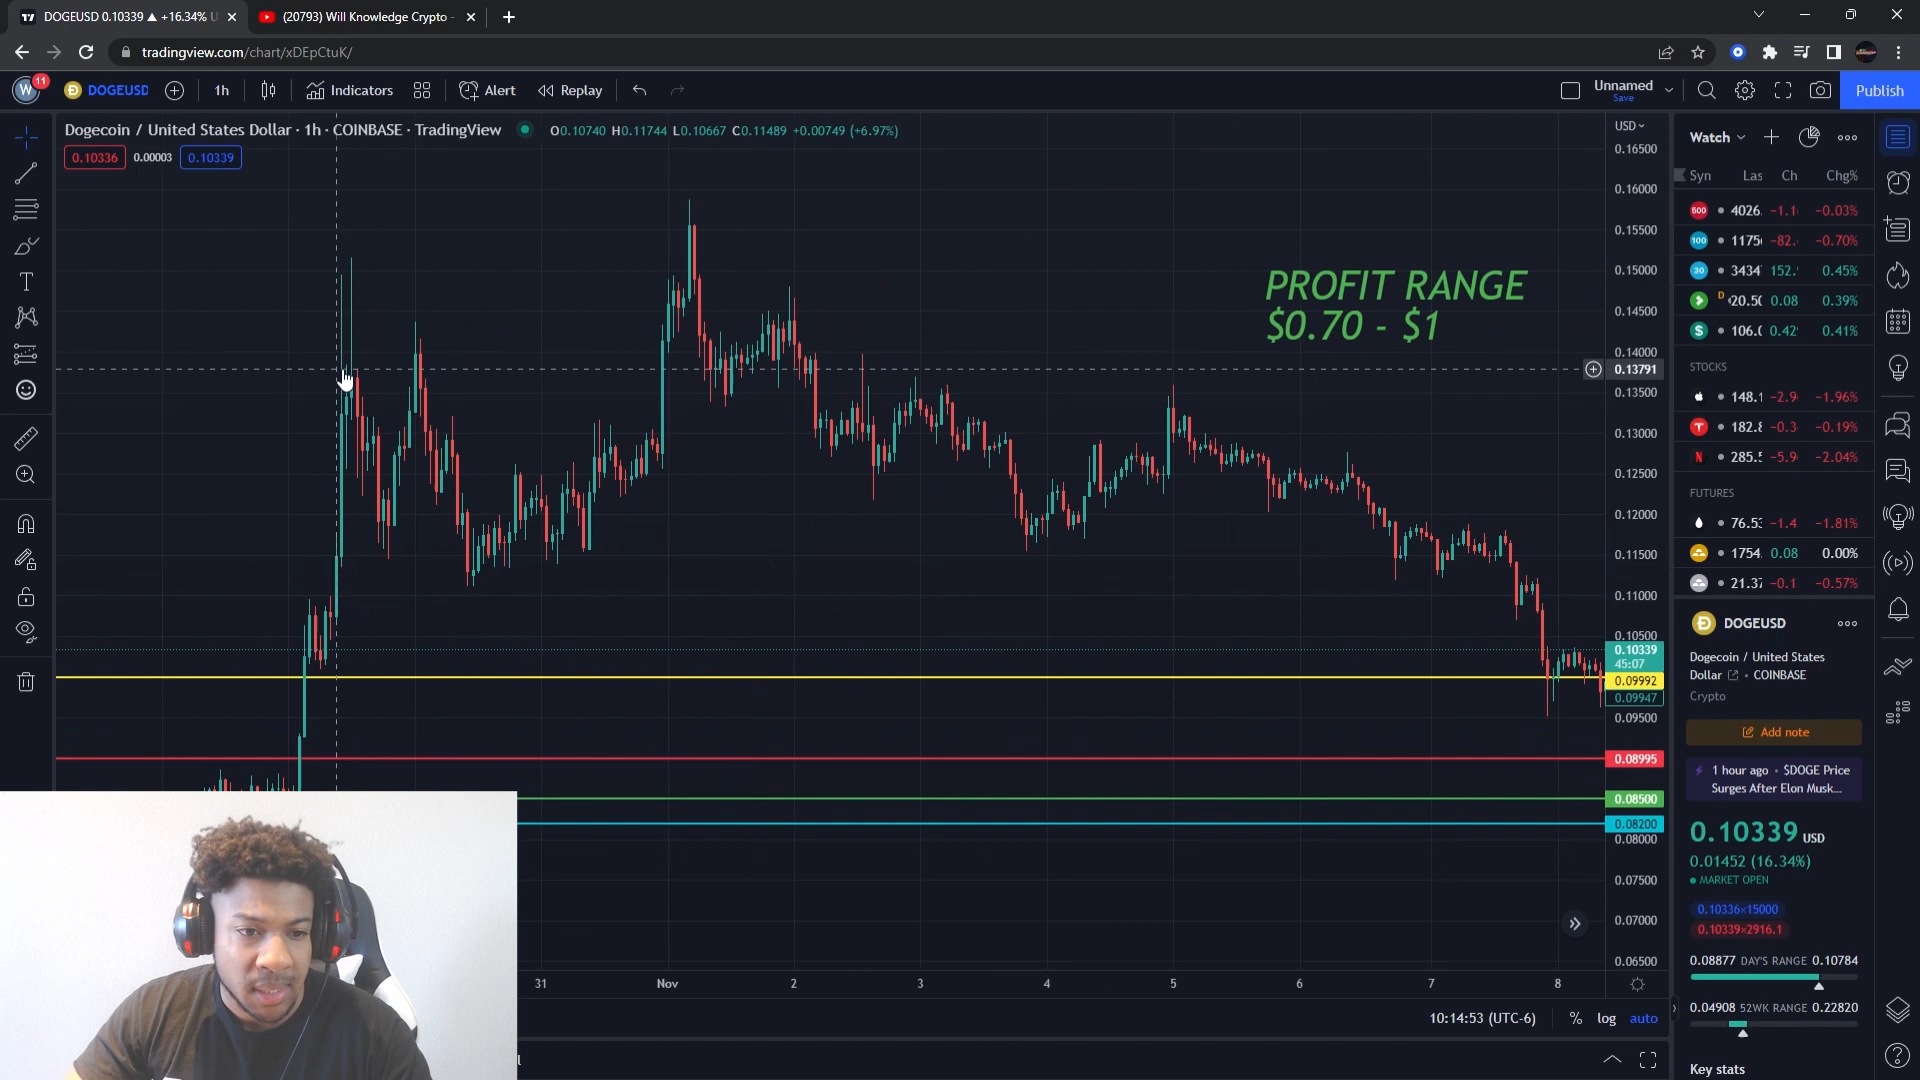 DOGEUSD 0.10339 ▲ +16.34% U
(20793) Will Knowledge Crypto -
tradingview.com/chart/xDEpCtuK/
W
11
DOGEUSD
1h
Indicators
Alert
Replay
Unnamed
Save
Publish
Dogecoin / United States Dollar · 1h · COINBASE · TradingView
O0.10740 H0.11744 L0.10667 C0.11489 +0.00749 (+6.97%)
0.10336
0.00003
0.10339
PROFIT RANGE
$0.70 - $1
USD
0.16500
0.16000
0.15500
0.15000
0.14500
0.14000
0.13791
0.13500
0.13000
0.12500
0.12000
0.11500
0.11000
0.10500
0.10339
45:07
0.09992
0.09947
0.09500
0.08995
0.08500
0.08200
0.08000
0.07500
0.07000
0.06500
31
Nov
2
3
4
5
6
7
8
10:14:53 (UTC-6)
%
log
auto
Watch
Syn Las Ch Chg%
500 4026. -0.03%
100 -82. -0.70%
30 3434 152. 0.45%
D 0.08 0.39%
106. 0.42 0.41%
STOCKS
148.1 -2.9 -1.96%
182.8 -0.3 -0.19%
N 285.5 -5.9 -2.04%
FUTURES
76.53 -1.4 -1.81%
1754. 0.08 0.00%
21.37 -0.1 -0.57%
DOGEUSD
Dogecoin / United States
Dollar · COINBASE
Crypto
Add note
1 hour ago · $DOGE Price
Surges After Elon Musk...
0.10339 USD
0.01452 (16.34%)
MARKET OPEN
0.10336×15000
0.10339×2916.1
0.08877 DAY'S RANGE 0.10784
0.04908 52WK RANGE 0.22820
Key stats